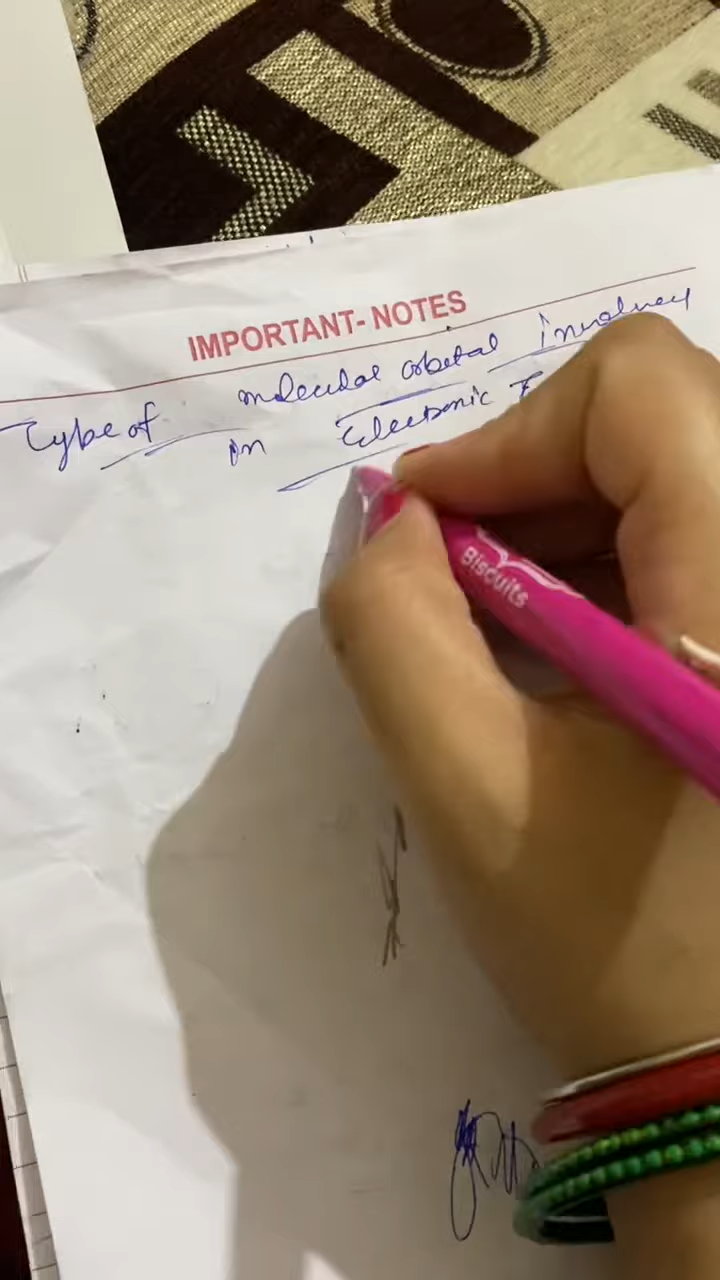 IMPORTANT- NOTES
Type of molecular orbital involved
in Electronic
Biscuits